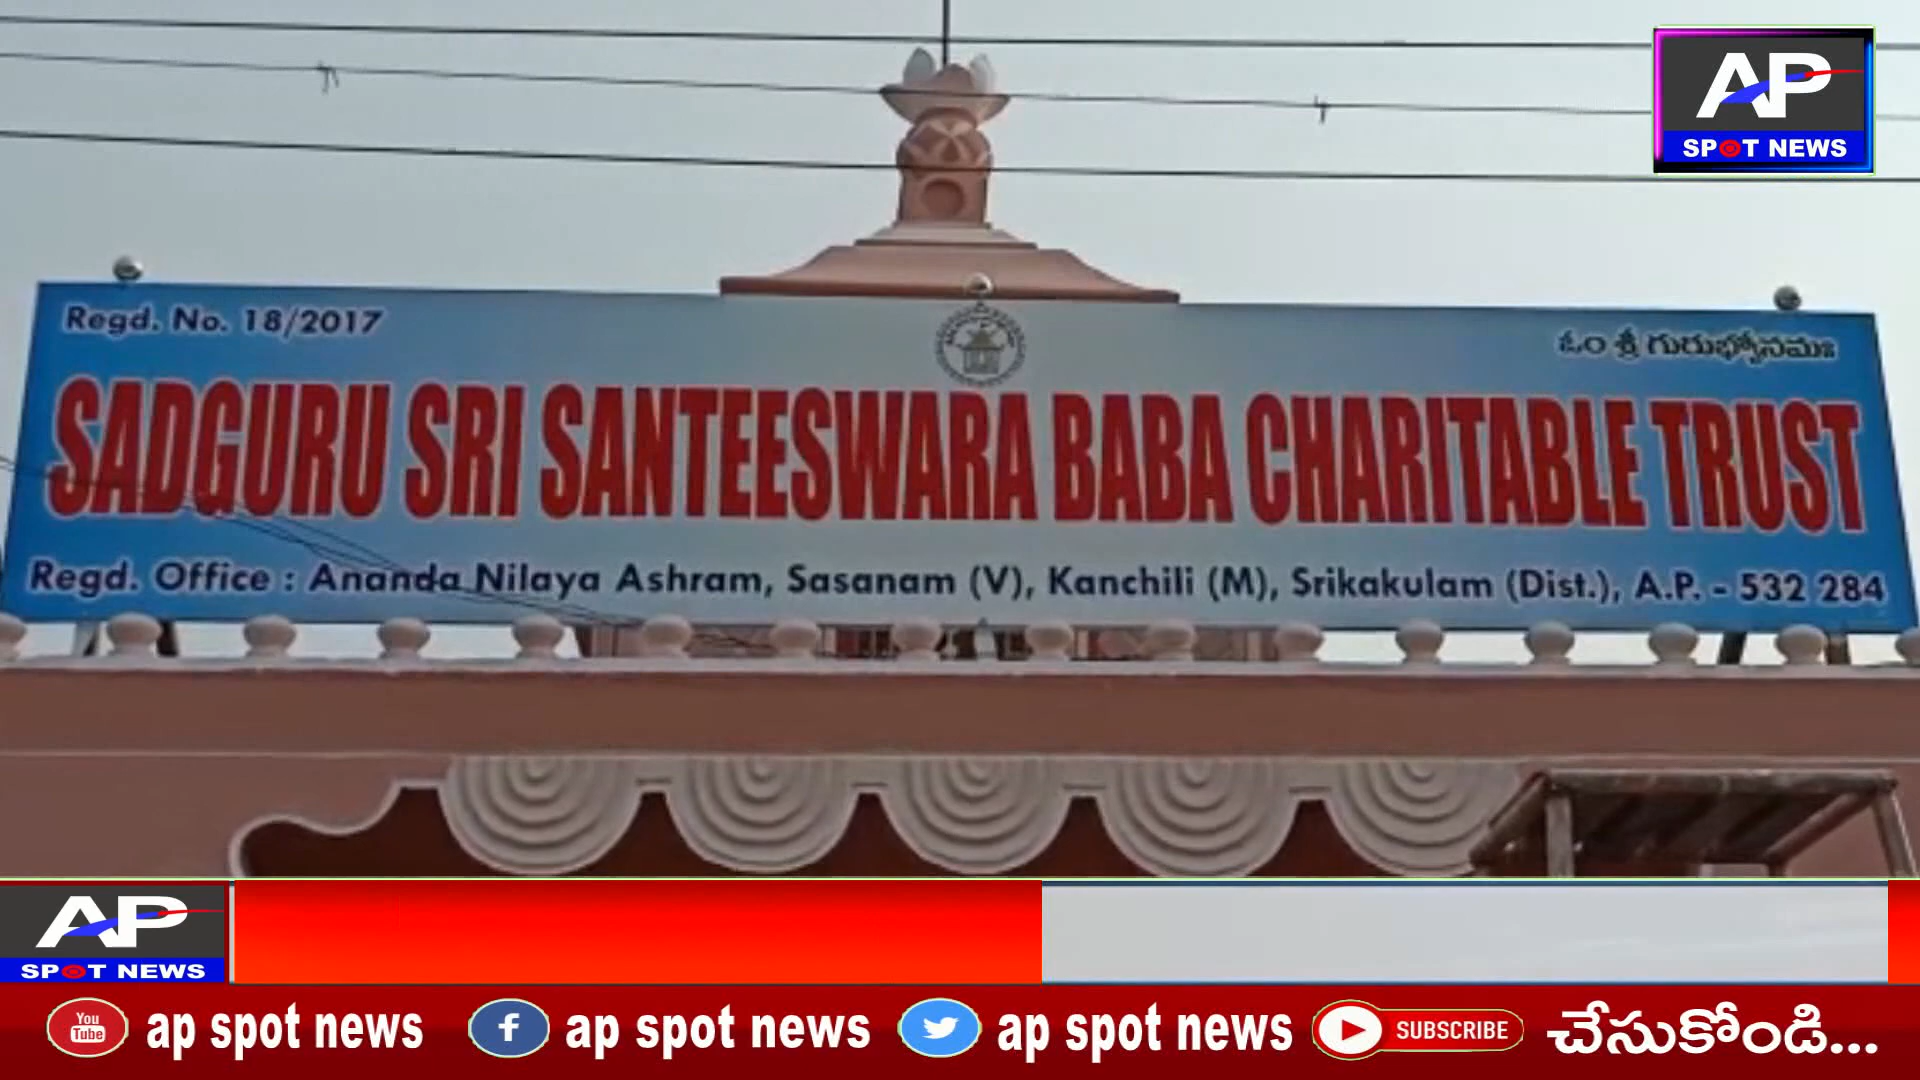 AP
SPOT NEWS
Regd. No. 18/2017
ఓం శ్రీ గురుభ్యోనమః
SADGURU SRI SANTEESWARA BABA CHARITABLE TRUST
Regd. Office : Ananda Nilaya Ashram, Sasanam (V), Kanchili (M), Srikakulam (Dist.), A.P. - 532 284
AP
SPOT NEWS
You Tube ap spot news f ap spot news ap spot news SUBSCRIBE చేసుకోండి...